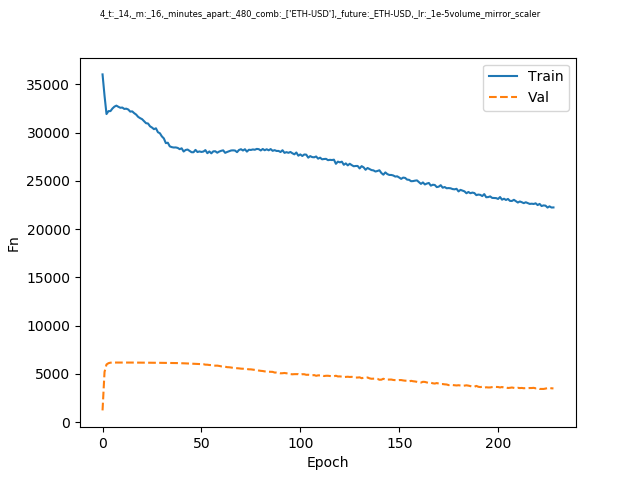 4_t:_14,_m:_16,_minutes_apart:_480_comb:_['ETH-USD'],_future:_ETH-USD,_lr:_1e-5volume_mirror_scaler
Train
Val
35000
30000
25000
20000
15000
10000
5000
0
Fn
0 50 100 150 200
Epoch